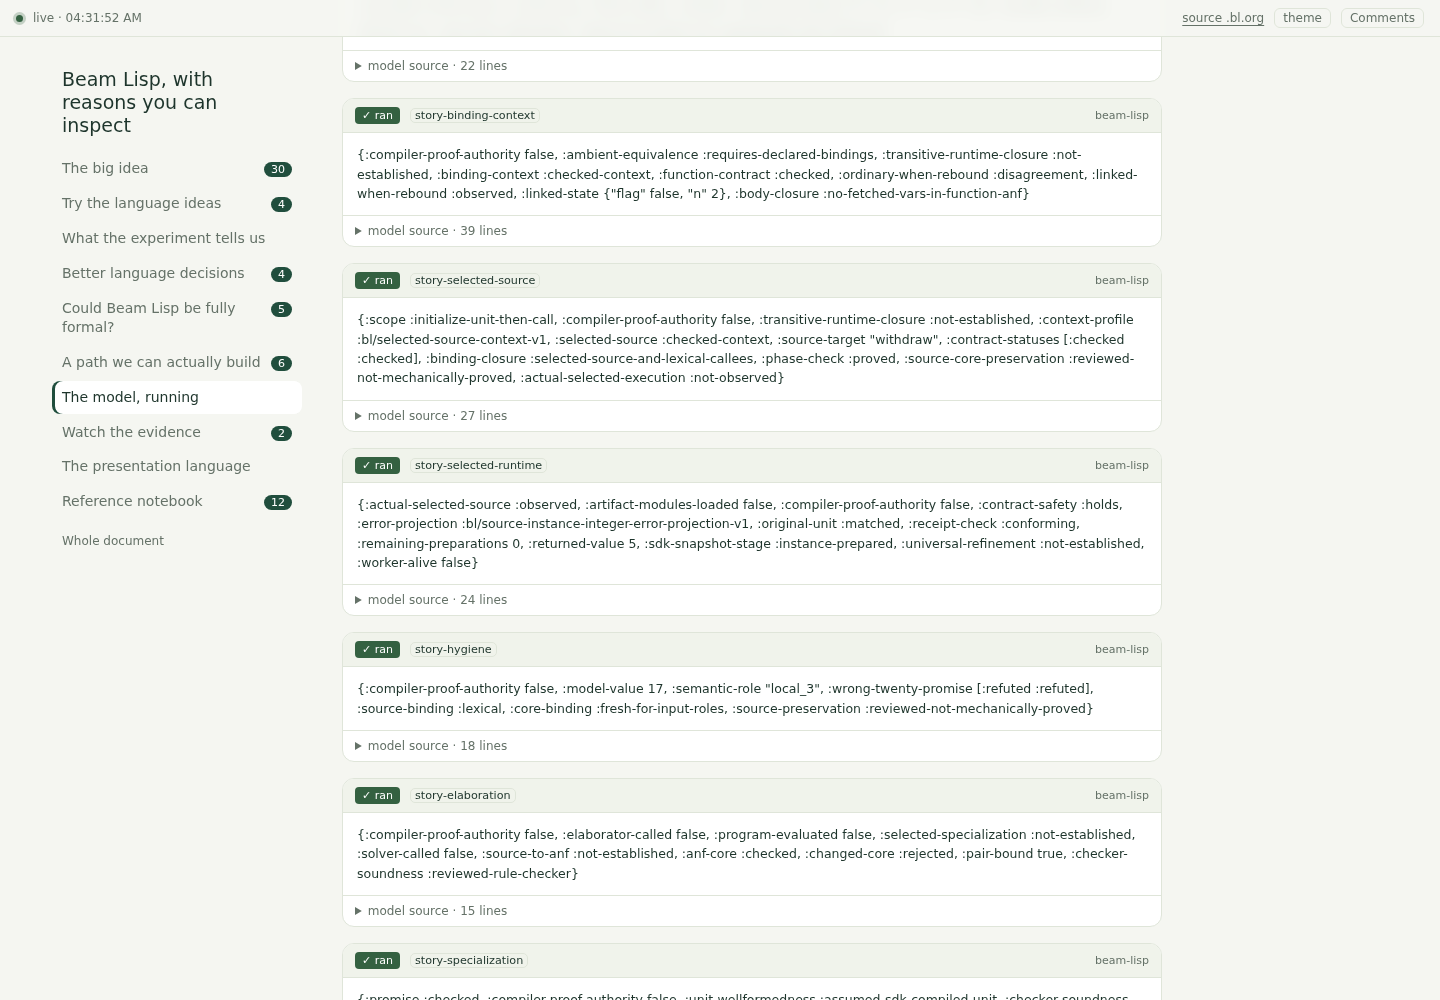 live · 04:31:52 AM
source .bl.org
theme
Comments
Beam Lisp, with
reasons you can
inspect
The big idea 30
Try the language ideas 4
What the experiment tells us
Better language decisions 4
Could Beam Lisp be fully
formal? 5
A path we can actually build 6
The model, running
Watch the evidence 2
The presentation language
Reference notebook 12
Whole document
▶ model source · 22 lines
✓ ran story-binding-context beam-lisp
{:compiler-proof-authority false, :ambient-equivalence :requires-declared-bindings, :transitive-runtime-closure :not-
established, :binding-context :checked-context, :function-contract :checked, :ordinary-when-rebound :disagreement, :linked-
when-rebound :observed, :linked-state {"flag" false, "n" 2}, :body-closure :no-fetched-vars-in-function-anf}
▶ model source · 39 lines
✓ ran story-selected-source beam-lisp
{:scope :initialize-unit-then-call, :compiler-proof-authority false, :transitive-runtime-closure :not-established, :context-profile
:bl/selected-source-context-v1, :selected-source :checked-context, :source-target "withdraw", :contract-statuses [:checked
:checked], :binding-closure :selected-source-and-lexical-callees, :phase-check :proved, :source-core-preservation :reviewed-
not-mechanically-proved, :actual-selected-execution :not-observed}
▶ model source · 27 lines
✓ ran story-selected-runtime beam-lisp
{:actual-selected-source :observed, :artifact-modules-loaded false, :compiler-proof-authority false, :contract-safety :holds,
:error-projection :bl/source-instance-integer-error-projection-v1, :original-unit :matched, :receipt-check :conforming,
:remaining-preparations 0, :returned-value 5, :sdk-snapshot-stage :instance-prepared, :universal-refinement :not-established,
:worker-alive false}
▶ model source · 24 lines
✓ ran story-hygiene beam-lisp
{:compiler-proof-authority false, :model-value 17, :semantic-role "local_3", :wrong-twenty-promise [:refuted :refuted],
:source-binding :lexical, :core-binding :fresh-for-input-roles, :source-preservation :reviewed-not-mechanically-proved}
▶ model source · 18 lines
✓ ran story-elaboration beam-lisp
{:compiler-proof-authority false, :elaborator-called false, :program-evaluated false, :selected-specialization :not-established,
:solver-called false, :source-to-anf :not-established, :anf-core :checked, :changed-core :rejected, :pair-bound true, :checker-
soundness :reviewed-rule-checker}
▶ model source · 15 lines
✓ ran story-specialization beam-lisp
{:promise :checked, :compiler-proof-authority false, :unit-wellformedness :assumed-sdk-compiled-unit, :checker-soundness